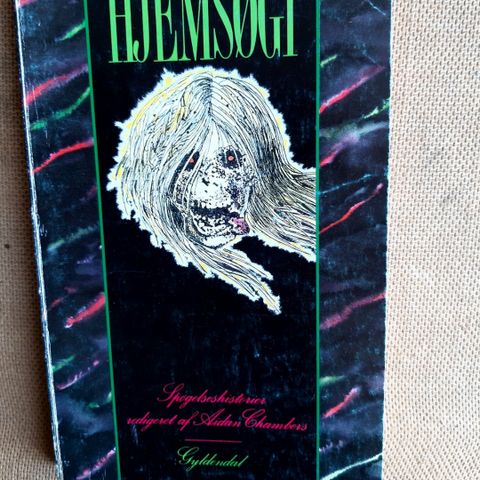 HJEMSØGT
Spøgelseshistorier
redigeret af Aidan Chambers
Gyldendal